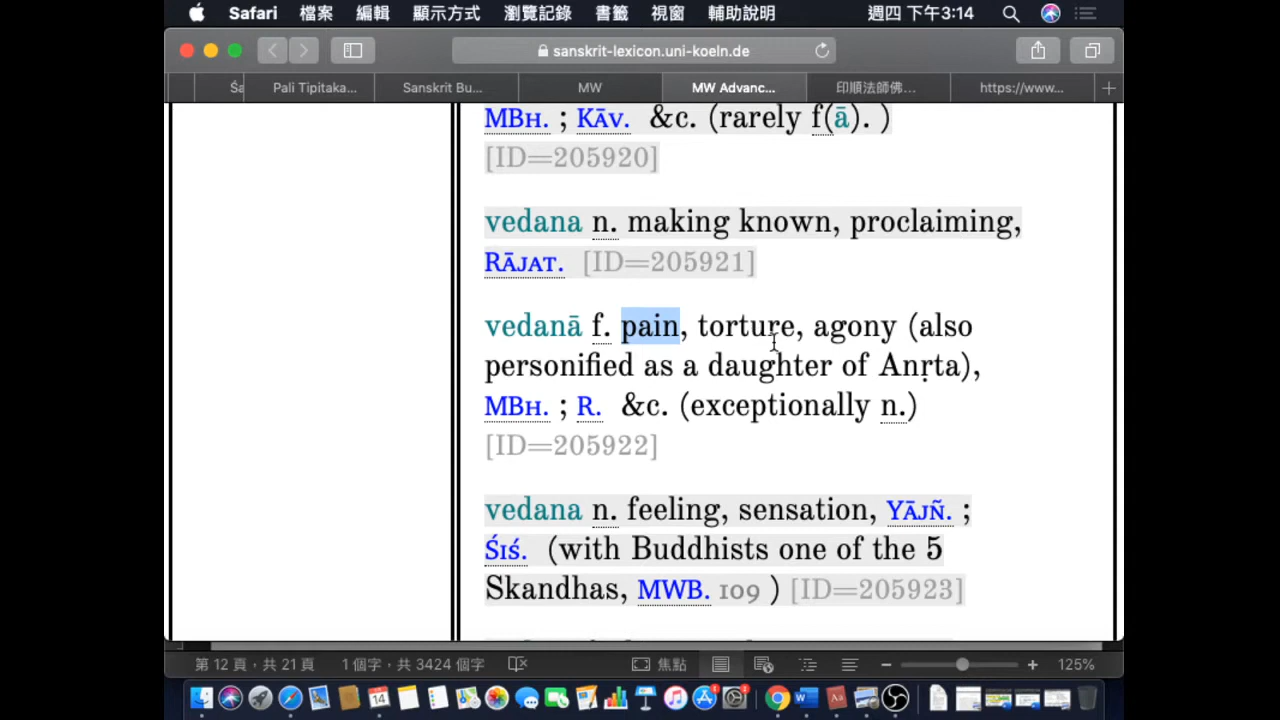 Safari 檔案 編輯 顯示方式 瀏覽記錄 書籤 視窗 輔助說明 週四 下午3:14
sanskrit-lexicon.uni-koeln.de
Pali Tipitaka... Sanskrit Bu... MW MW Advanc... 印順法師佛... https://www...
MBH. ; KĀV. &c. (rarely f(ā). )
[ID=205920]
vedana n. making known, proclaiming,
RĀJAT. [ID=205921]
vedanā f. pain, torture, agony (also
personified as a daughter of Anṛta),
MBH. ; R. &c. (exceptionally n.)
[ID=205922]
vedana n. feeling, sensation, YĀJÑ. ;
ŚIŚ. (with Buddhists one of the 5
Skandhas, MWB. 109 ) [ID=205923]
第 12 頁，共 21 頁 1 個字，共 3424 個字 焦點 125%